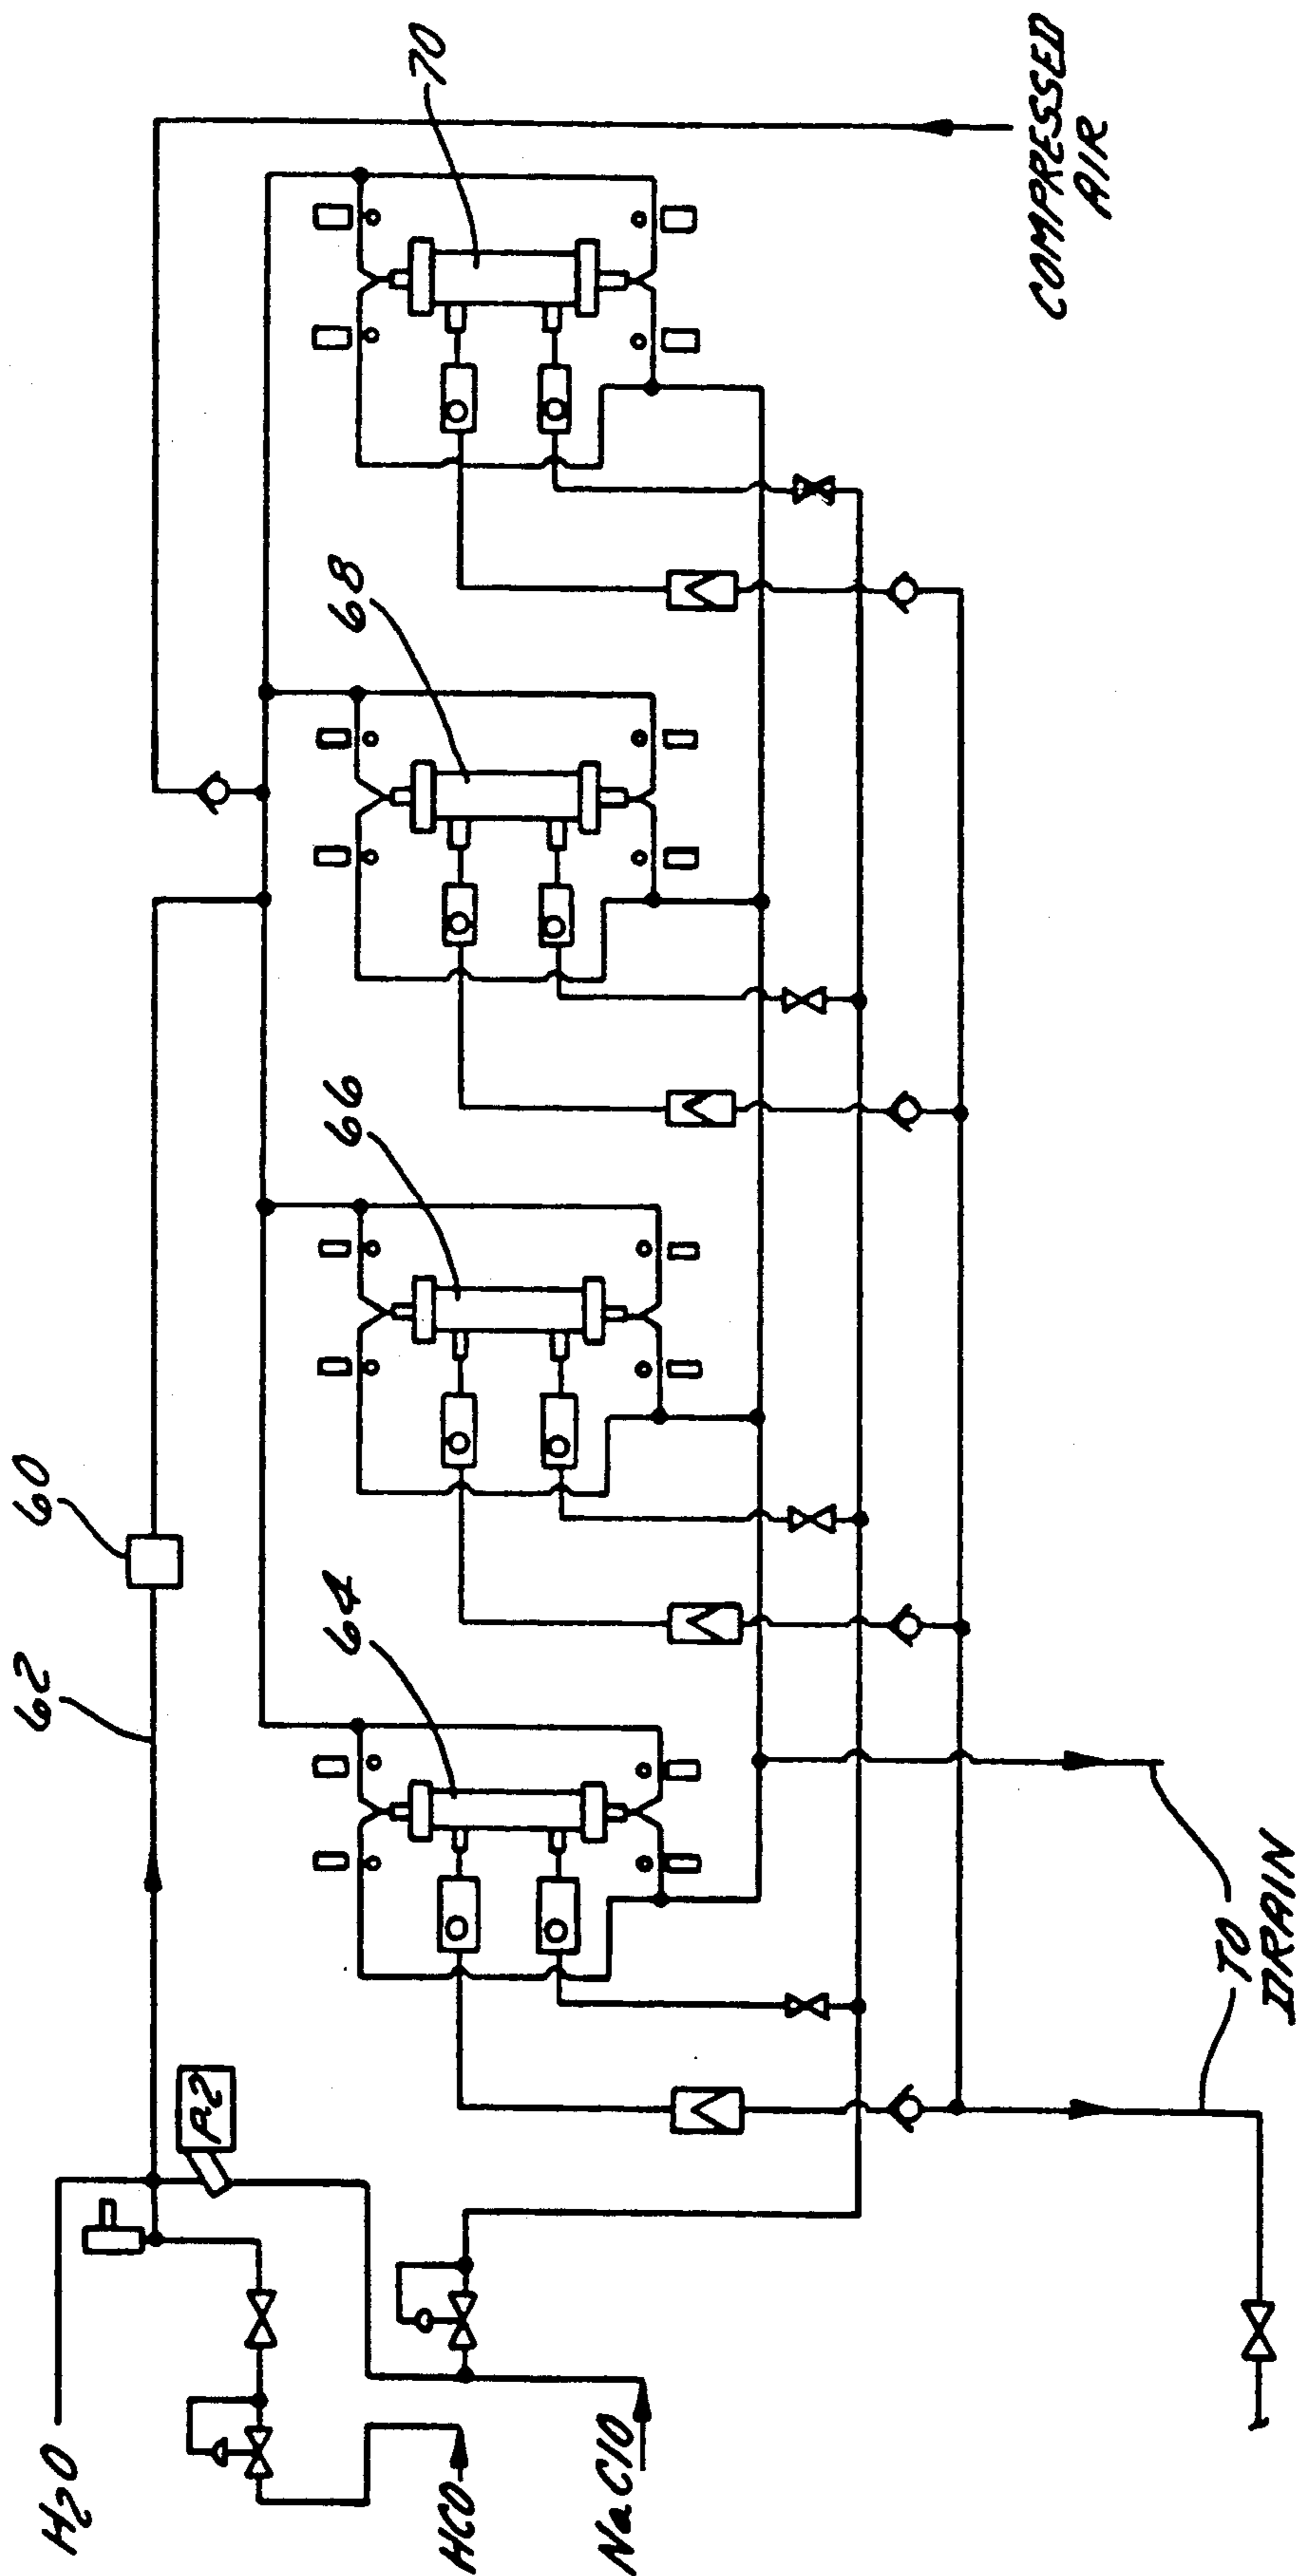 H2O
HCO
NaClO
P2
62
60
64
66
68
70
TO
DRAIN
COMPRESSED
AIR